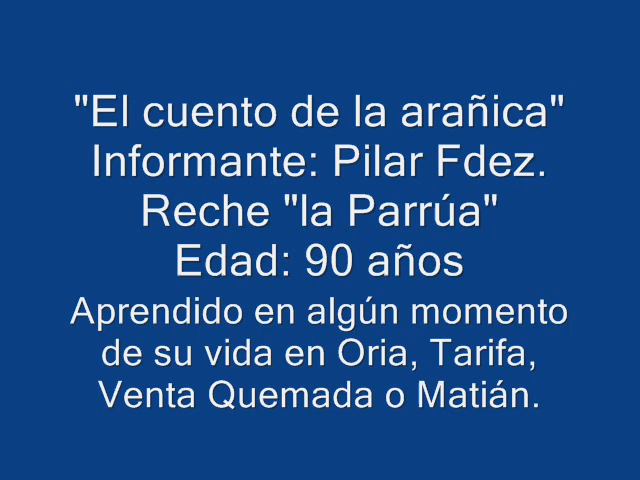 "El cuento de la arañica"
Informante: Pilar Fdez.
Reche "la Parrúa"
Edad: 90 años
Aprendido en algún momento
de su vida en Oria, Tarifa,
Venta Quemada o Matián.